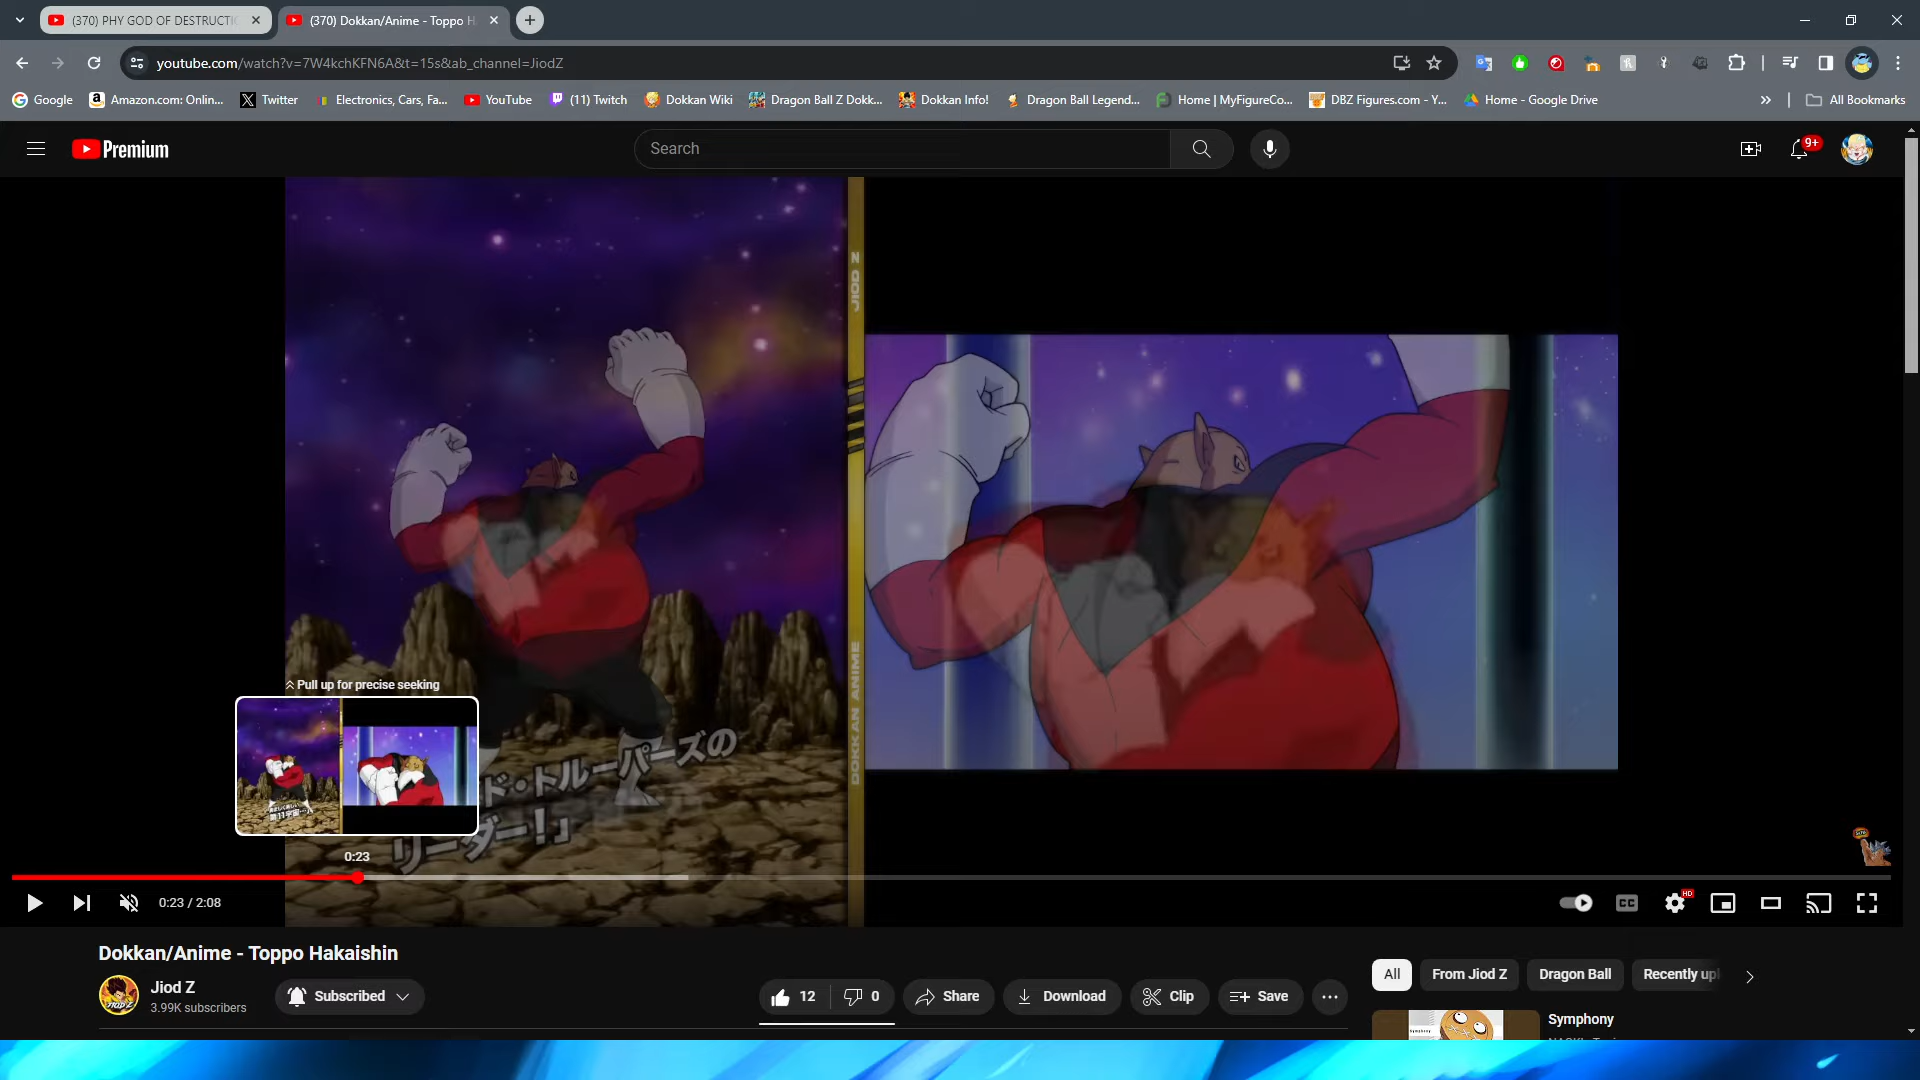 (370) PHY GOD OF DESTRUCTI
(370) Dokkan/Anime - Toppo H
youtube.com/watch?v=7W4kchKFN6A&t=15s&ab_channel=JiodZ
Google
Amazon.com: Onlin...
Twitter
Electronics, Cars, Fa...
YouTube
(11) Twitch
Dokkan Wiki
Dragon Ball Z Dokk...
Dokkan Info!
Dragon Ball Legend...
Home | MyFigureCo...
DBZ Figures.com - Y...
Home - Google Drive
All Bookmarks
Premium
Search
9+
JIOD Z
DOKKAN ANIME
Pull up for precise seeking
ド・トルーパーズの
リーダー!」
0:23
0:23 / 2:08
CC
HD
Dokkan/Anime - Toppo Hakaishin
Jiod Z
3.99K subscribers
Subscribed
12
0
Share
Download
Clip
Save
All
From Jiod Z
Dragon Ball
Recently upl
Symphony